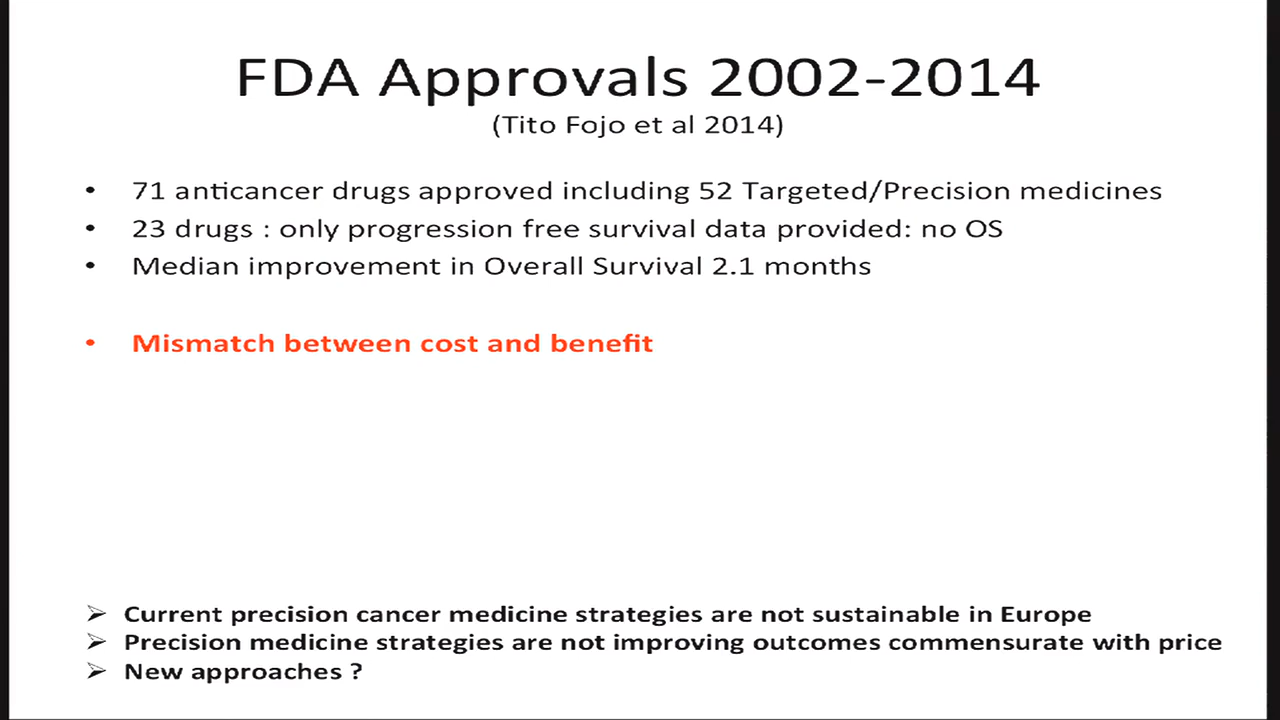 FDA Approvals 2002-2014
(Tito Fojo et al 2014)
• 71 anticancer drugs approved including 52 Targeted/Precision medicines
• 23 drugs : only progression free survival data provided: no OS
• Median improvement in Overall Survival 2.1 months
• Mismatch between cost and benefit
➢ Current precision cancer medicine strategies are not sustainable in Europe
➢ Precision medicine strategies are not improving outcomes commensurate with price
➢ New approaches ?